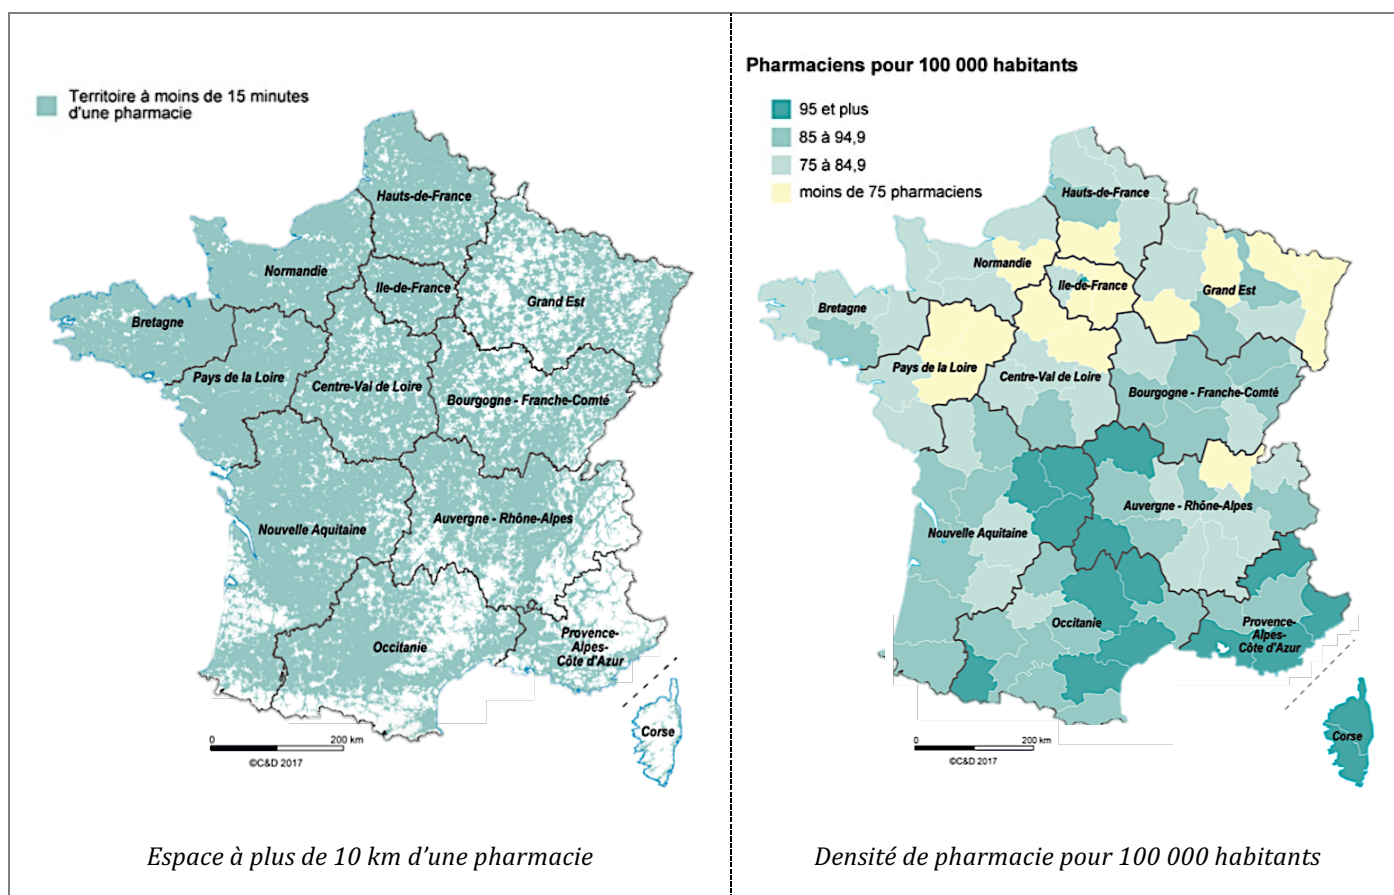 Territoire à moins de 15 minutes
d'une pharmacie
Hauts-de-France
Normandie
Ile-de-France
Grand Est
Bretagne
Pays de la Loire
Centre-Val de Loire
Bourgogne - Franche-Comté
Auvergne - Rhône-Alpes
Nouvelle Aquitaine
Occitanie
Provence-
Alpes-
Côte d'Azur
Corse
0 200 km
©C&D 2017
Espace à plus de 10 km d’une pharmacie
Pharmaciens pour 100 000 habitants
95 et plus
85 à 94,9
75 à 84,9
moins de 75 pharmaciens
Hauts-de-France
Normandie
Ile-de-France
Grand Est
Bretagne
Pays de la Loire
Centre-Val de Loire
Bourgogne - Franche-Comté
Auvergne - Rhône-Alpes
Nouvelle Aquitaine
Occitanie
Provence-
Alpes-
Côte d'Azur
Corse
0 200 km
©C&D 2017
Densité de pharmacie pour 100 000 habitants